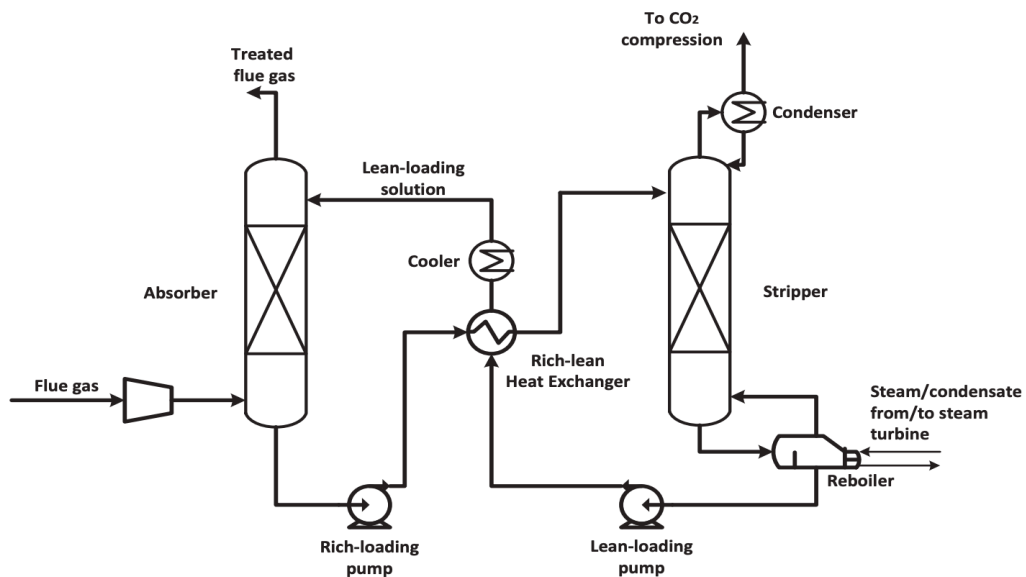 To CO₂
compression
Treated
flue gas
Condenser
Lean-loading
solution
Cooler
Absorber
Stripper
Rich-lean
Heat Exchanger
Flue gas
Steam/condensate
from/to steam
turbine
Reboiler
Rich-loading
pump
Lean-loading
pump